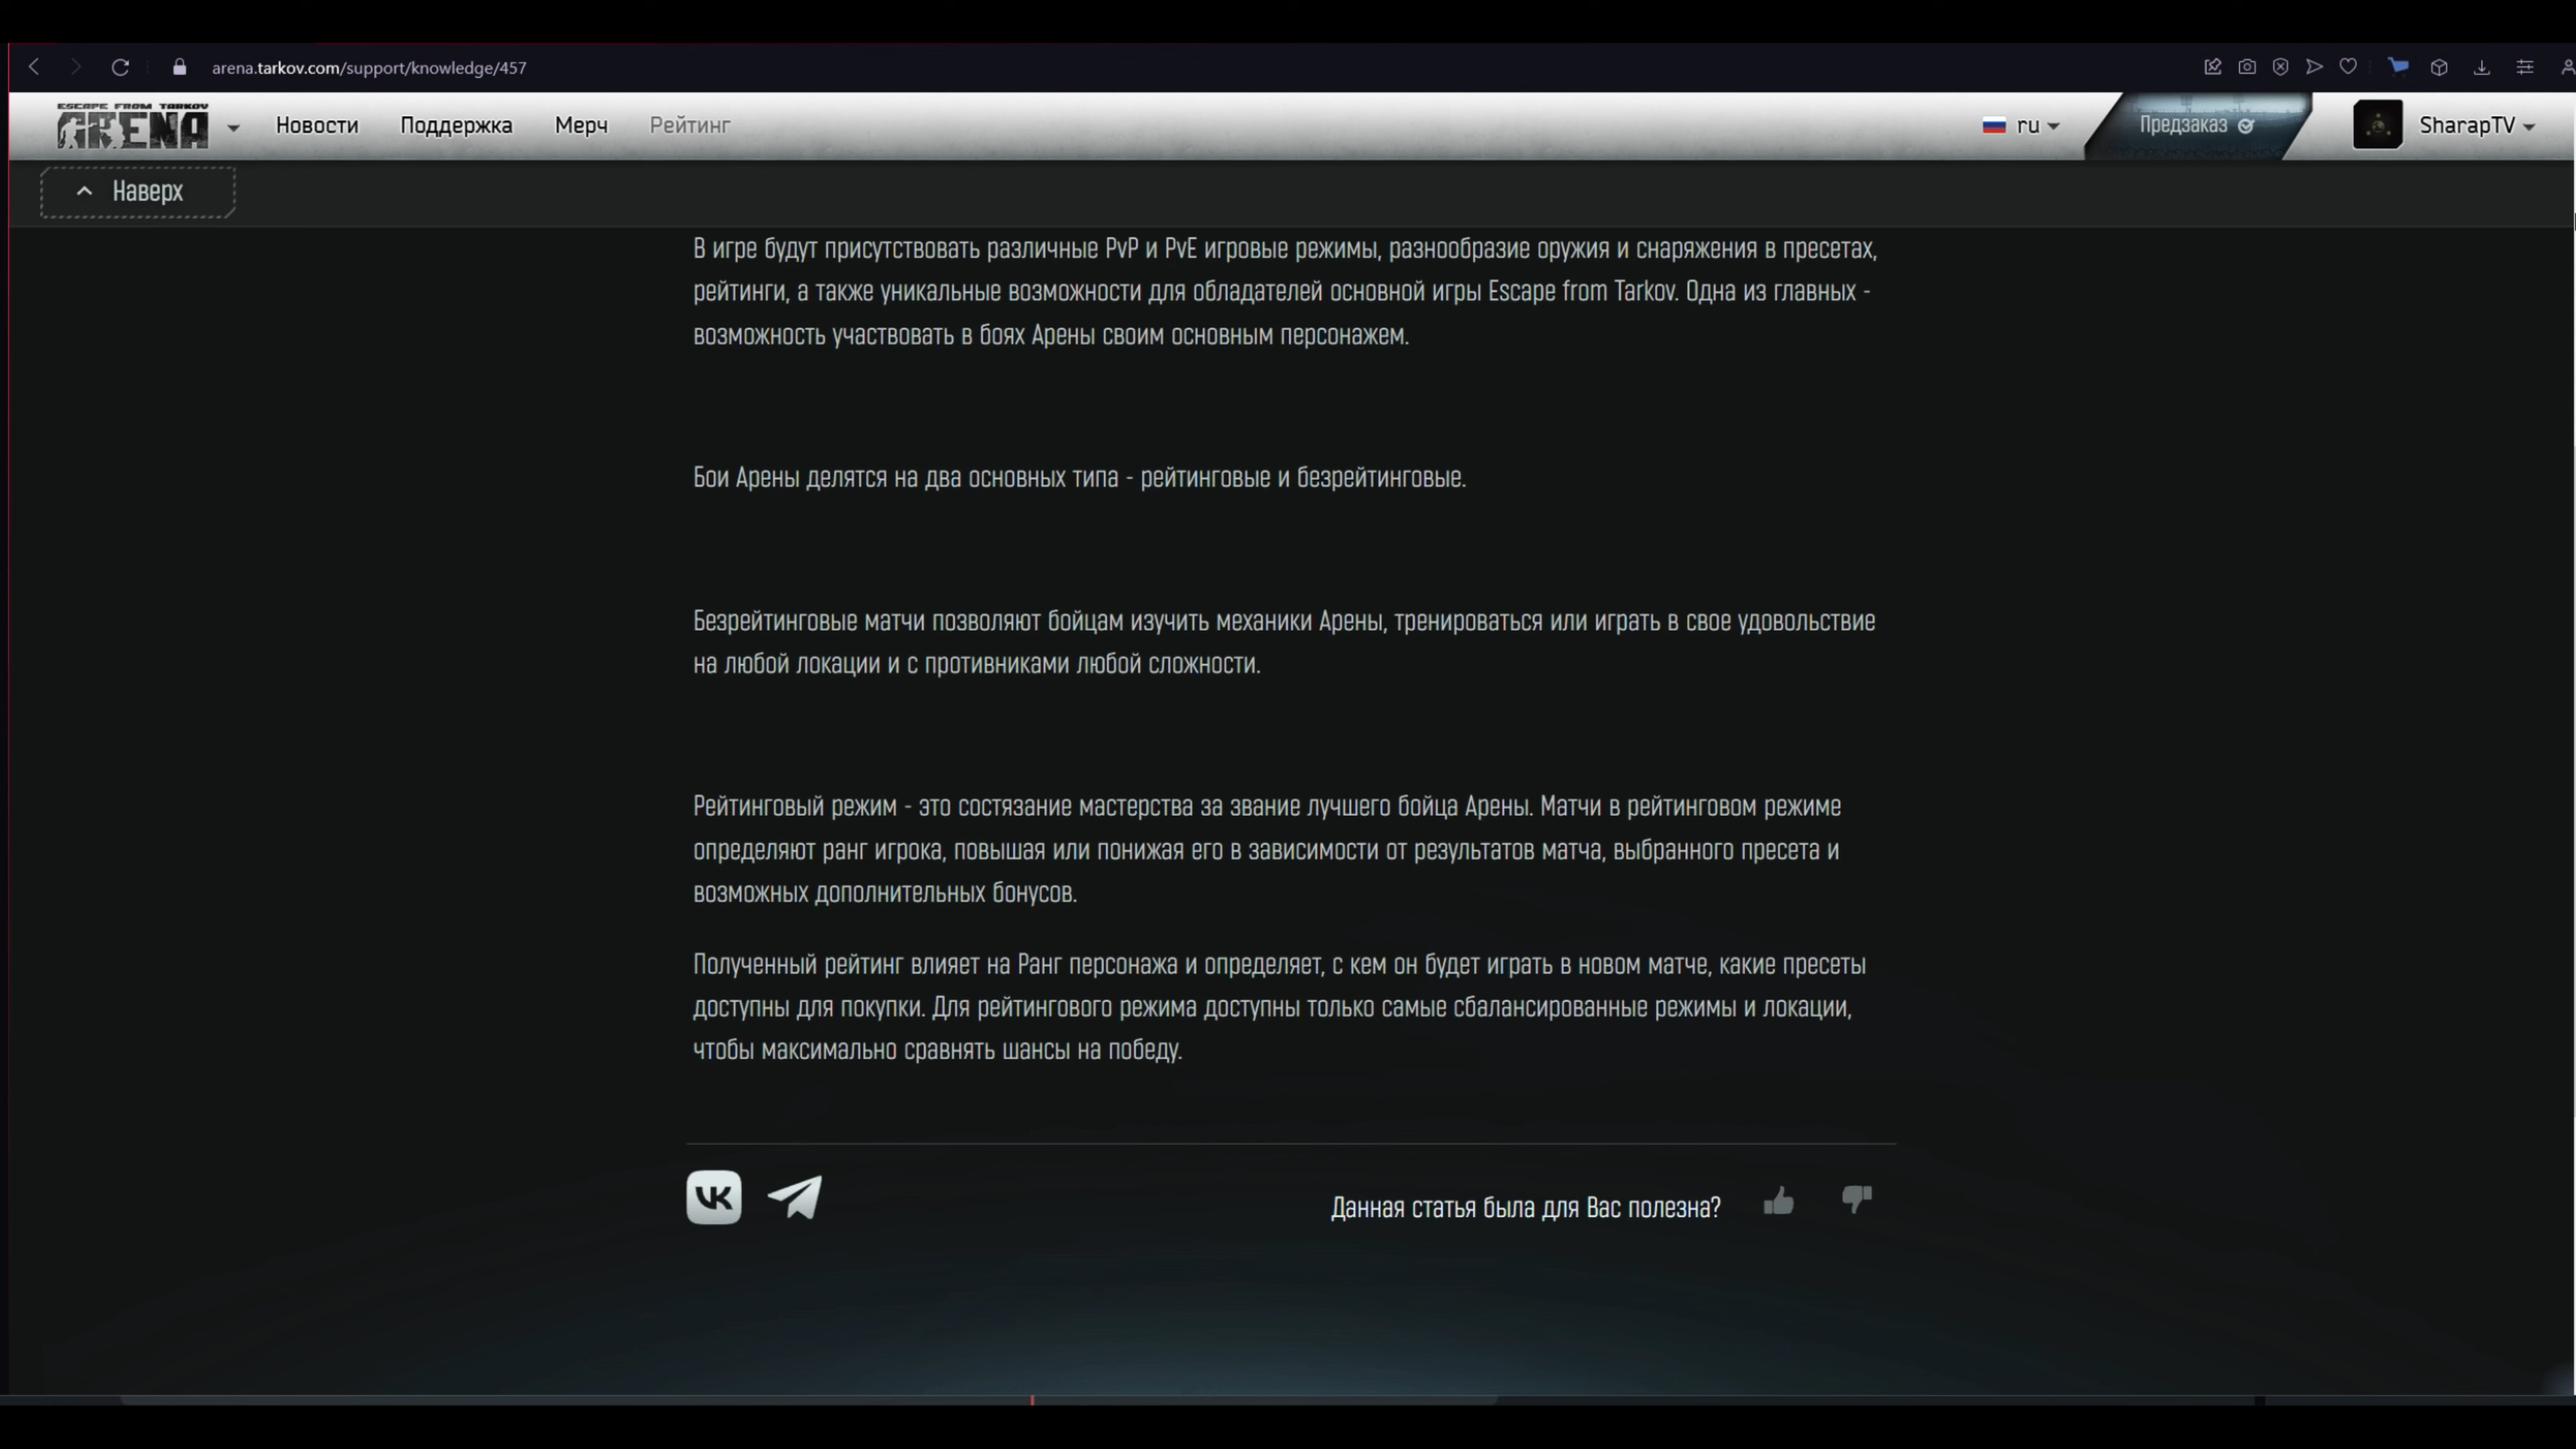 arena.tarkov.com/support/knowledge/457
ESCAPE FROM TARKOV
ARENA
Новости
Поддержка
Мерч
Рейтинг
ru
Предзаказ
SharapTV
Наверх
В игре будут присутствовать различные PvP и PvE игровые режимы, разнообразие оружия и снаряжения в пресетах,
рейтинги, а также уникальные возможности для обладателей основной игры Escape from Tarkov. Одна из главных -
возможность участвовать в боях Арены своим основным персонажем.
Бои Арены делятся на два основных типа - рейтинговые и безрейтинговые.
Безрейтинговые матчи позволяют бойцам изучить механики Арены, тренироваться или играть в свое удовольствие
на любой локации и с противниками любой сложности.
Рейтинговый режим - это состязание мастерства за звание лучшего бойца Арены. Матчи в рейтинговом режиме
определяют ранг игрока, повышая или понижая его в зависимости от результатов матча, выбранного пресета и
возможных дополнительных бонусов.
Полученный рейтинг влияет на Ранг персонажа и определяет, с кем он будет играть в новом матче, какие пресеты
доступны для покупки. Для рейтингового режима доступны только самые сбалансированные режимы и локации,
чтобы максимально сравнять шансы на победу.
Данная статья была для Вас полезна?